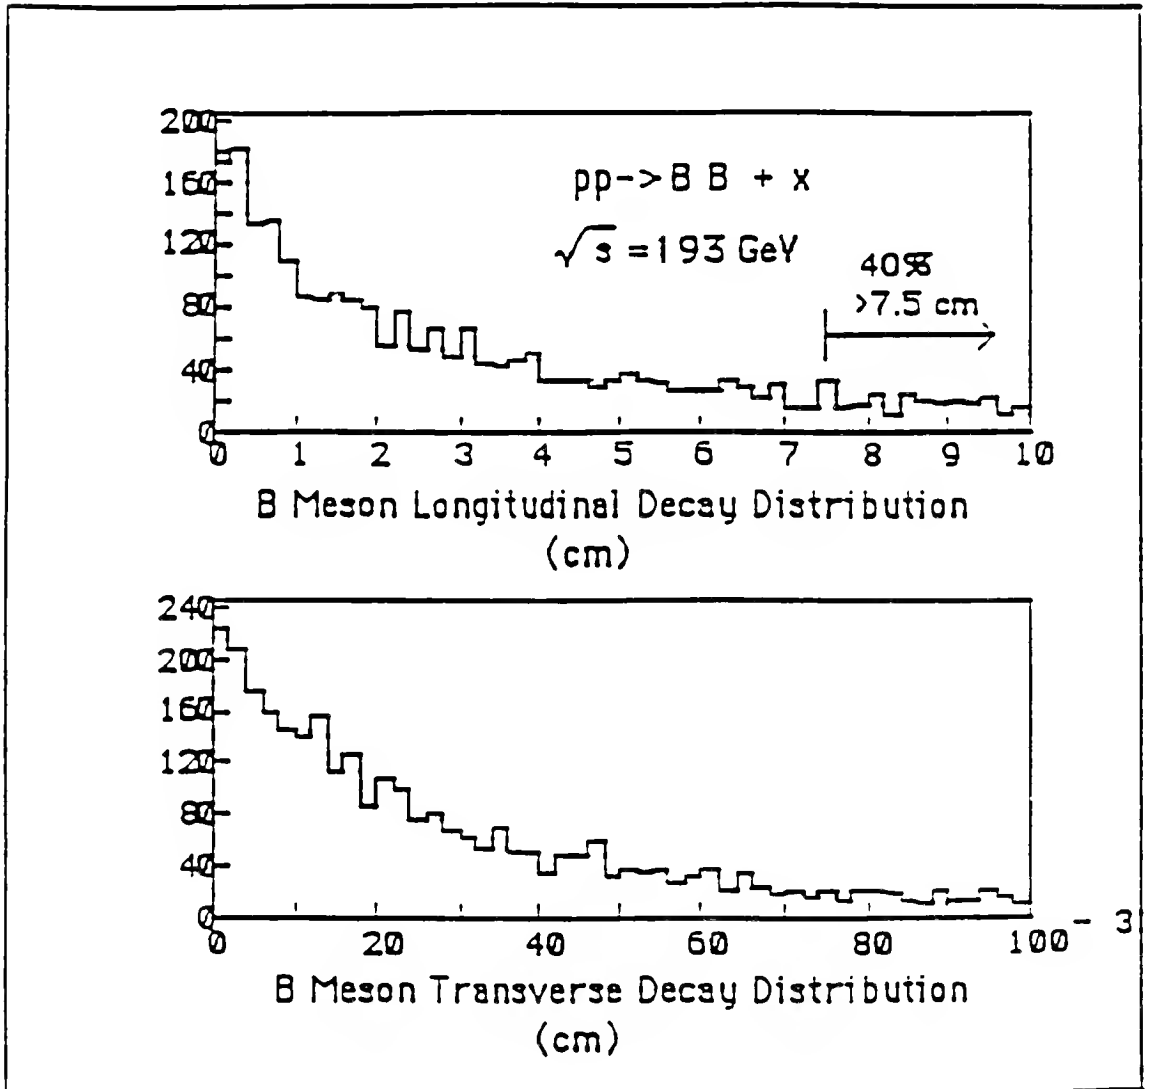 200
160
120
80
40
0
pp->B B + x
√s =193 GeV
40%
>7.5 cm
0 1 2 3 4 5 6 7 8 9 10
B Meson Longitudinal Decay Distribution
(cm)
240
200
160
120
80
40
0
0 20 40 60 80 100 - 3
B Meson Transverse Decay Distribution
(cm)